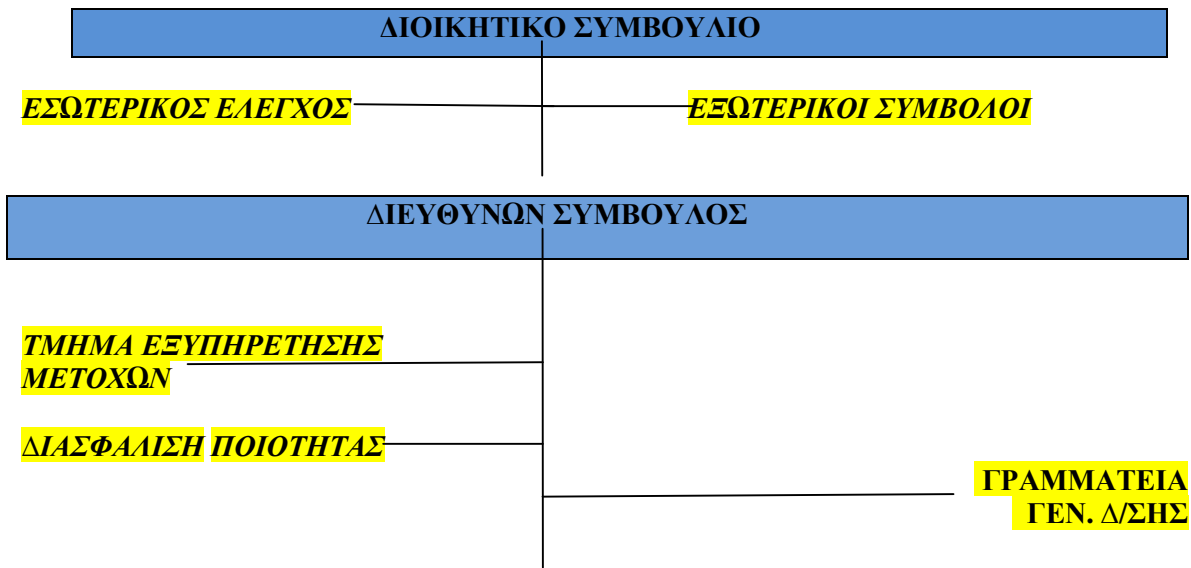 ΔΙΟΙΚΗΤΙΚΟ ΣΥΜΒΟΥΛΙΟ
ΕΣΩΤΕΡΙΚΟΣ ΕΛΕΓΧΟΣ ΕΞΩΤΕΡΙΚΟΙ ΣΥΜΒΟΛΟΙ
ΔΙΕΥΘΥΝΩΝ ΣΥΜΒΟΥΛΟΣ
ΤΜΗΜΑ ΕΞΥΠΗΡΕΤΗΣΗΣ
ΜΕΤΟΧΩΝ
ΔΙΑΣΦΑΛΙΣΗ ΠΟΙΟΤΗΤΑΣ
ΓΡΑΜΜΑΤΕΙΑ
ΓΕΝ. Δ/ΣΗΣ